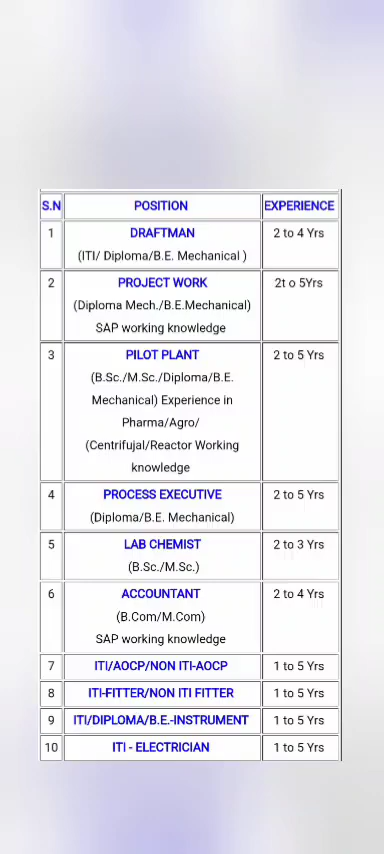 S.N POSITION EXPERIENCE
1 DRAFTMAN 2 to 4 Yrs
(ITI/ Diploma/B.E. Mechanical )
2 PROJECT WORK 2t o 5Yrs
(Diploma Mech./B.E.Mechanical)
SAP working knowledge
3 PILOT PLANT 2 to 5 Yrs
(B.Sc./M.Sc./Diploma/B.E.
Mechanical) Experience in
Pharma/Agro/
(Centrifujal/Reactor Working
knowledge
4 PROCESS EXECUTIVE 2 to 5 Yrs
(Diploma/B.E. Mechanical)
5 LAB CHEMIST 2 to 3 Yrs
(B.Sc./M.Sc.)
6 ACCOUNTANT 2 to 4 Yrs
(B.Com/M.Com)
SAP working knowledge
7 ITI/AOCP/NON ITI-AOCP 1 to 5 Yrs
8 ITI-FITTER/NON ITI FITTER 1 to 5 Yrs
9 ITI/DIPLOMA/B.E.-INSTRUMENT 1 to 5 Yrs
10 ITI - ELECTRICIAN 1 to 5 Yrs